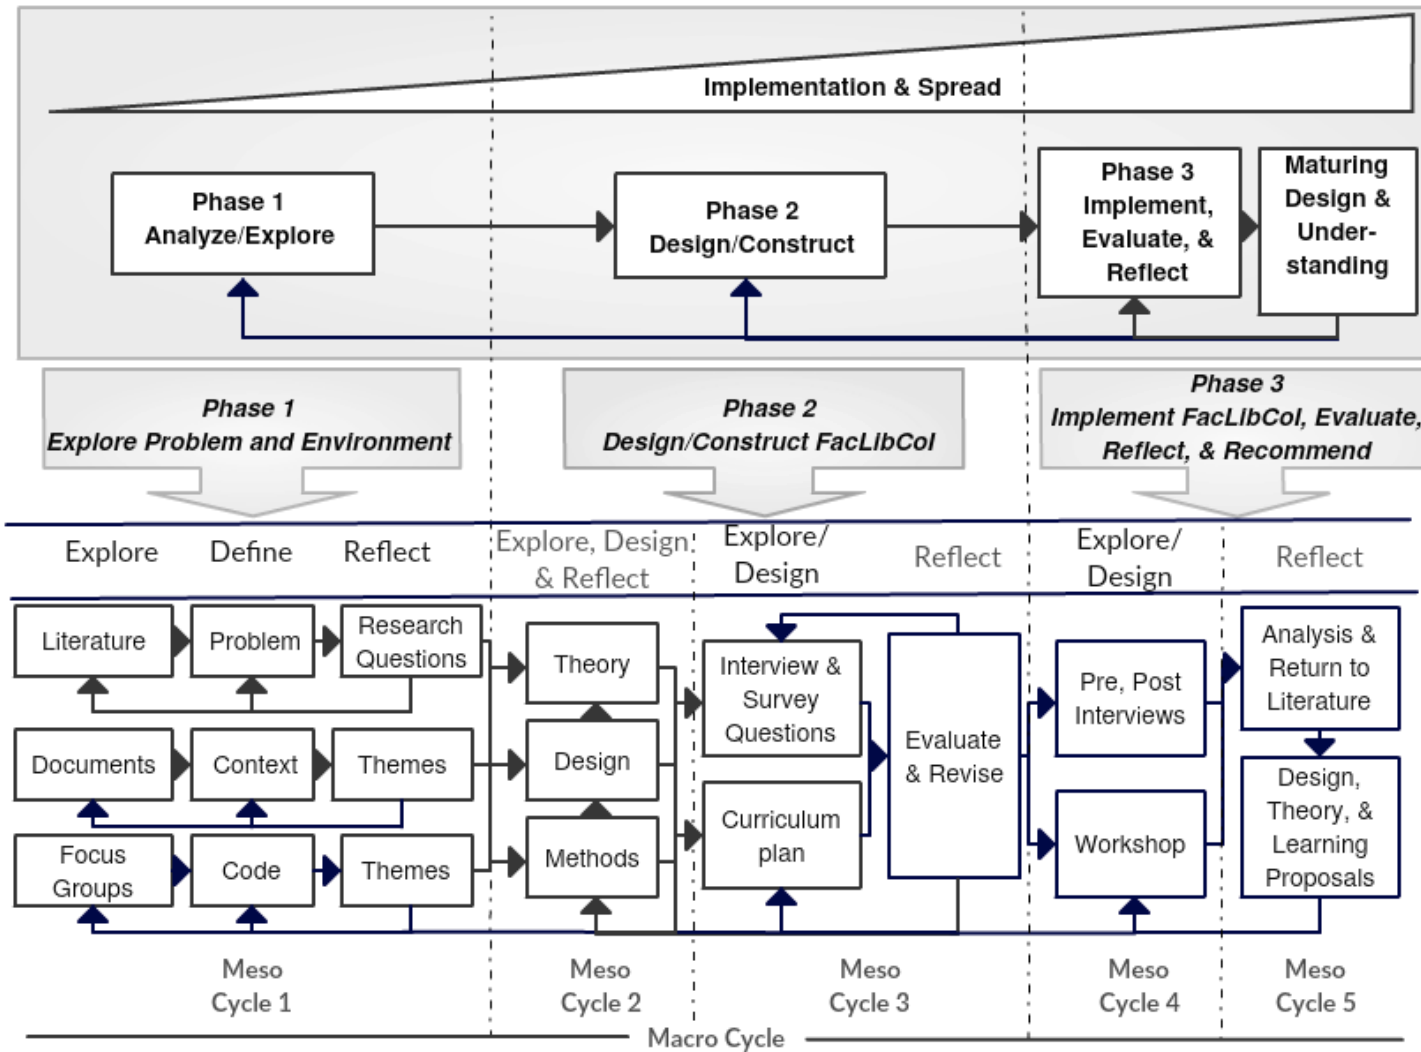 Implementation & Spread
Phase 1
Analyze/Explore
Phase 2
Design/Construct
Phase 3
Implement,
Evaluate, &
Reflect
Maturing
Design &
Under-
standing
Phase 1
Explore Problem and Environment
Phase 2
Design/Construct FacLibCol
Phase 3
Implement FacLibCol, Evaluate,
Reflect, & Recommend
Explore
Define
Reflect
Explore, Design
& Reflect
Explore/
Design
Reflect
Explore/
Design
Reflect
Literature
Problem
Research
Questions
Documents
Context
Themes
Focus
Groups
Code
Themes
Theory
Design
Methods
Interview &
Survey
Questions
Curriculum
plan
Evaluate
& Revise
Pre, Post
Interviews
Workshop
Analysis &
Return to
Literature
Design,
Theory, &
Learning
Proposals
Meso
Cycle 1
Meso
Cycle 2
Meso
Cycle 3
Meso
Cycle 4
Meso
Cycle 5
Macro Cycle